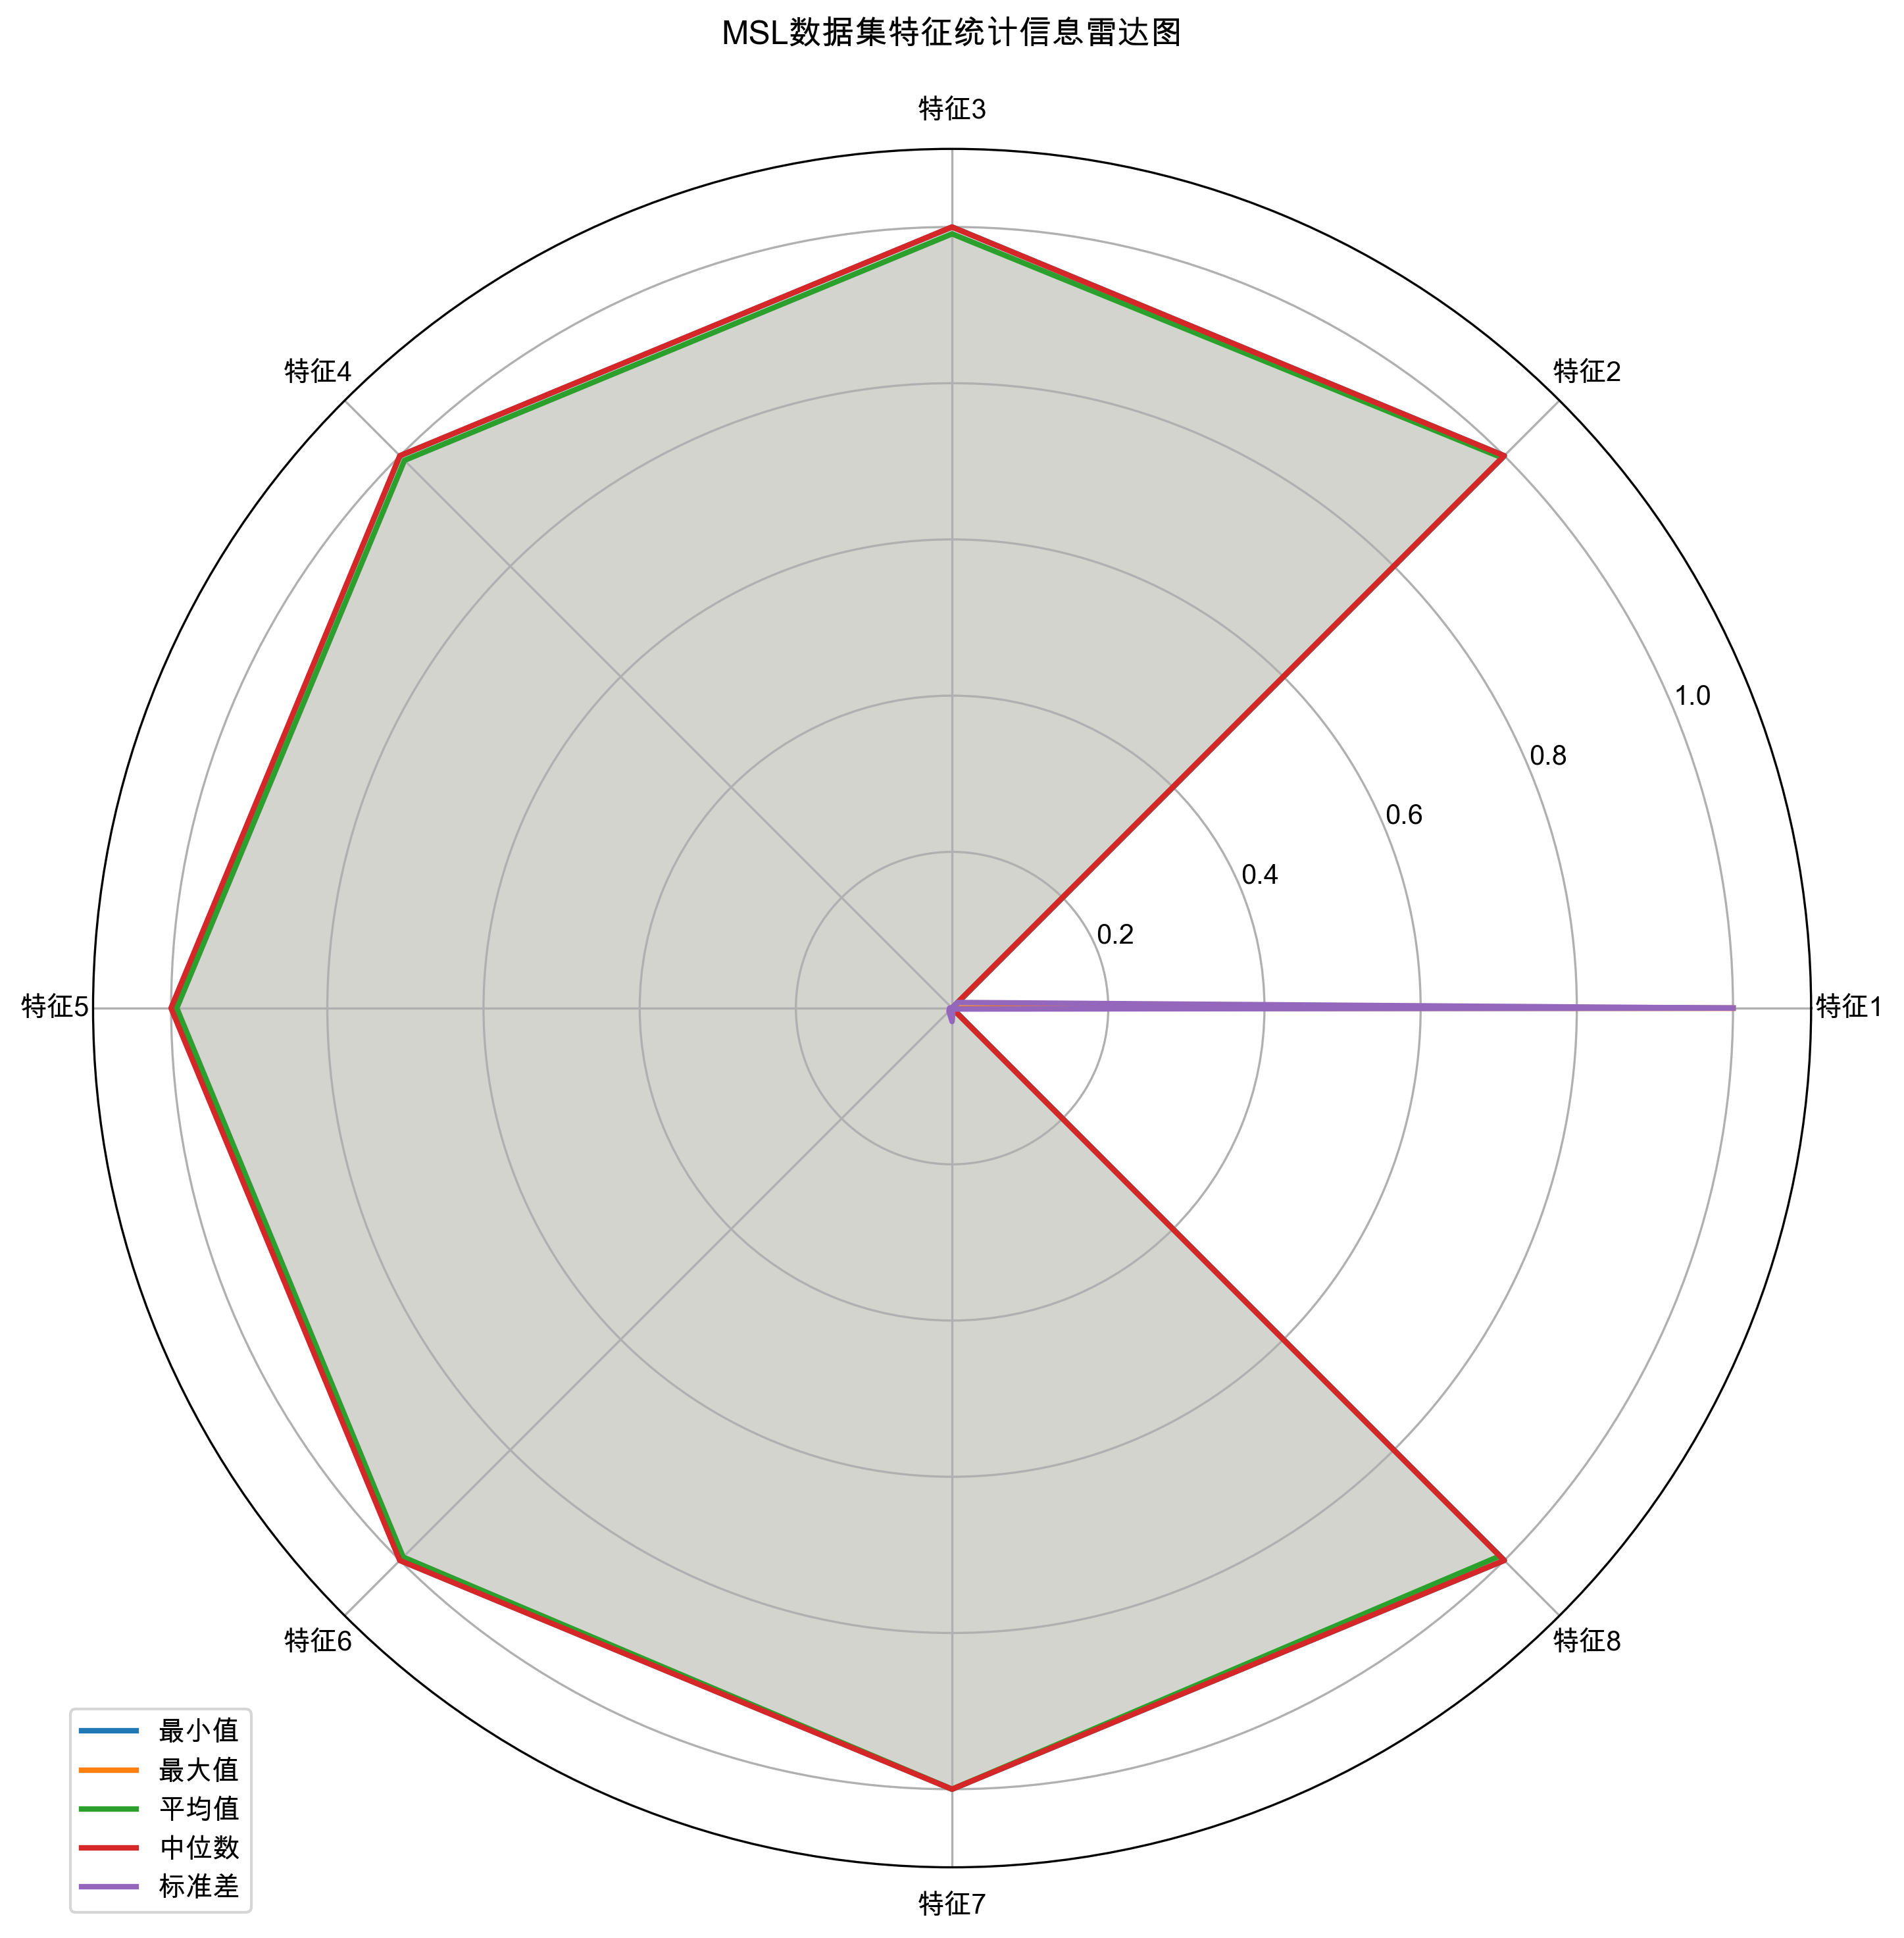 MSL数据集特征统计信息雷达图
特征3
特征4
特征2
1.0
0.8
0.6
0.4
0.2
特征5
特征1
特征6
特征8
特征7
最小值
最大值
平均值
中位数
标准差